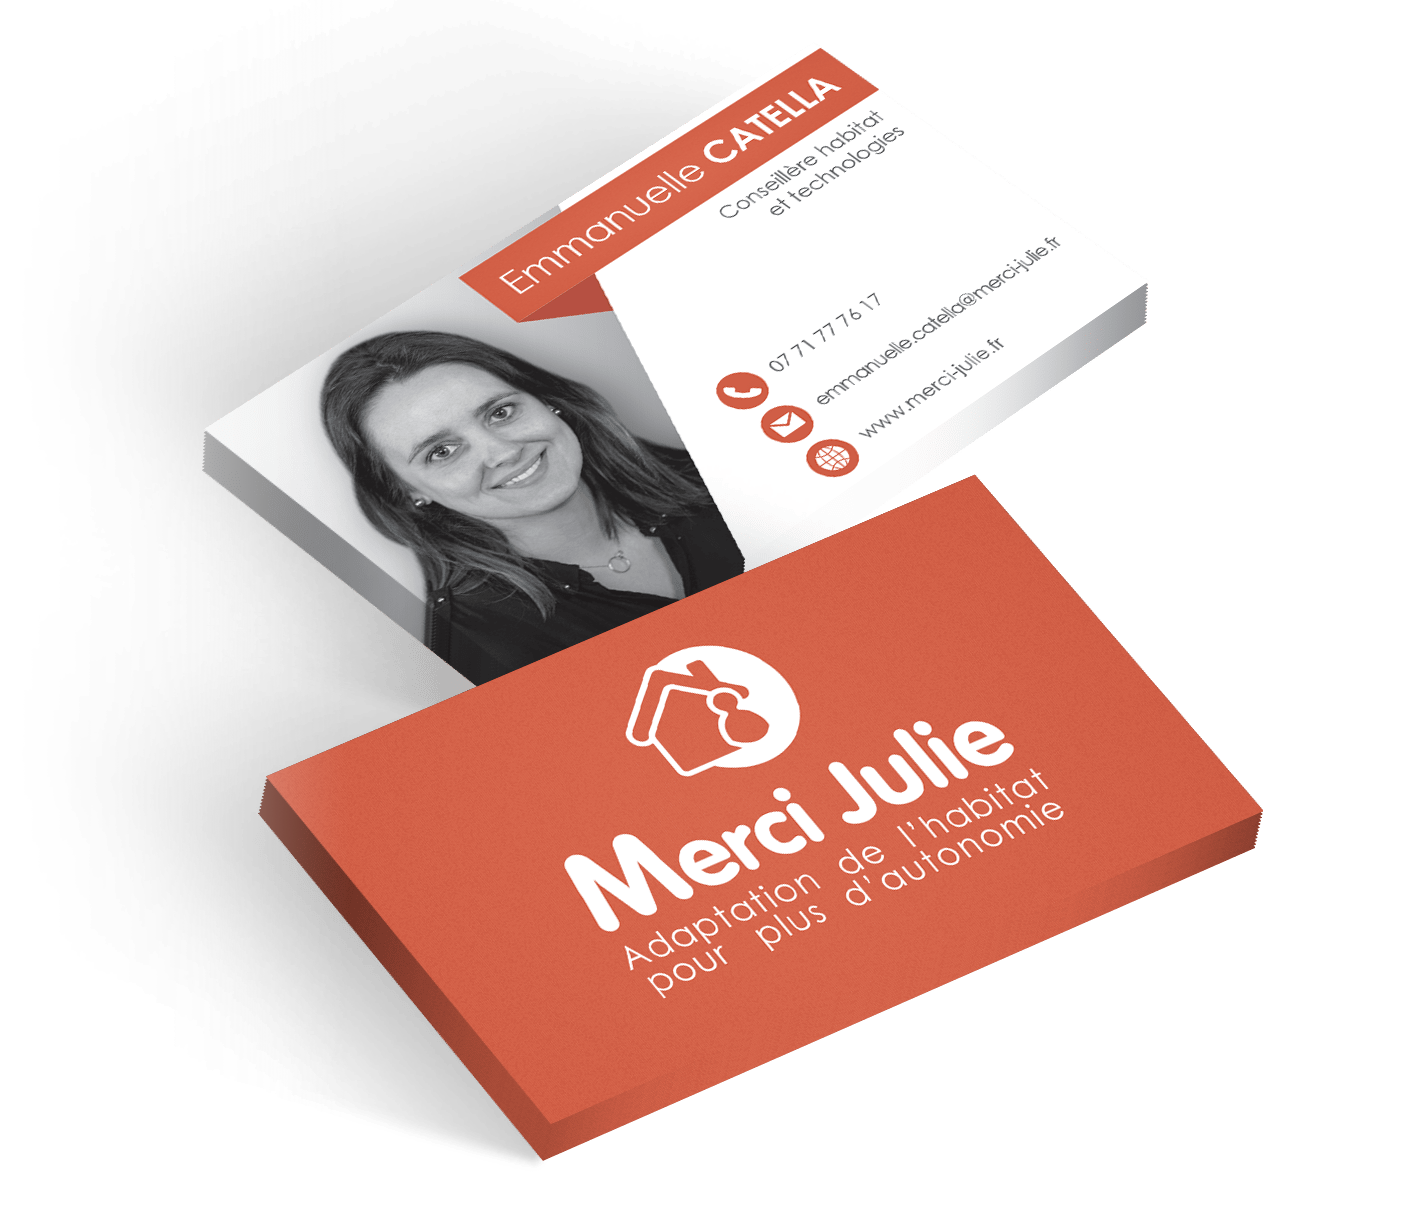 Emmanuelle CATELLA
Conseillère habitat
et technologies
07 71 77 76 17
emmanuelle.catella@merci-julie.fr
www.merci-julie.fr
Merci Julie
Adaptation de l'habitat
pour plus d'autonomie